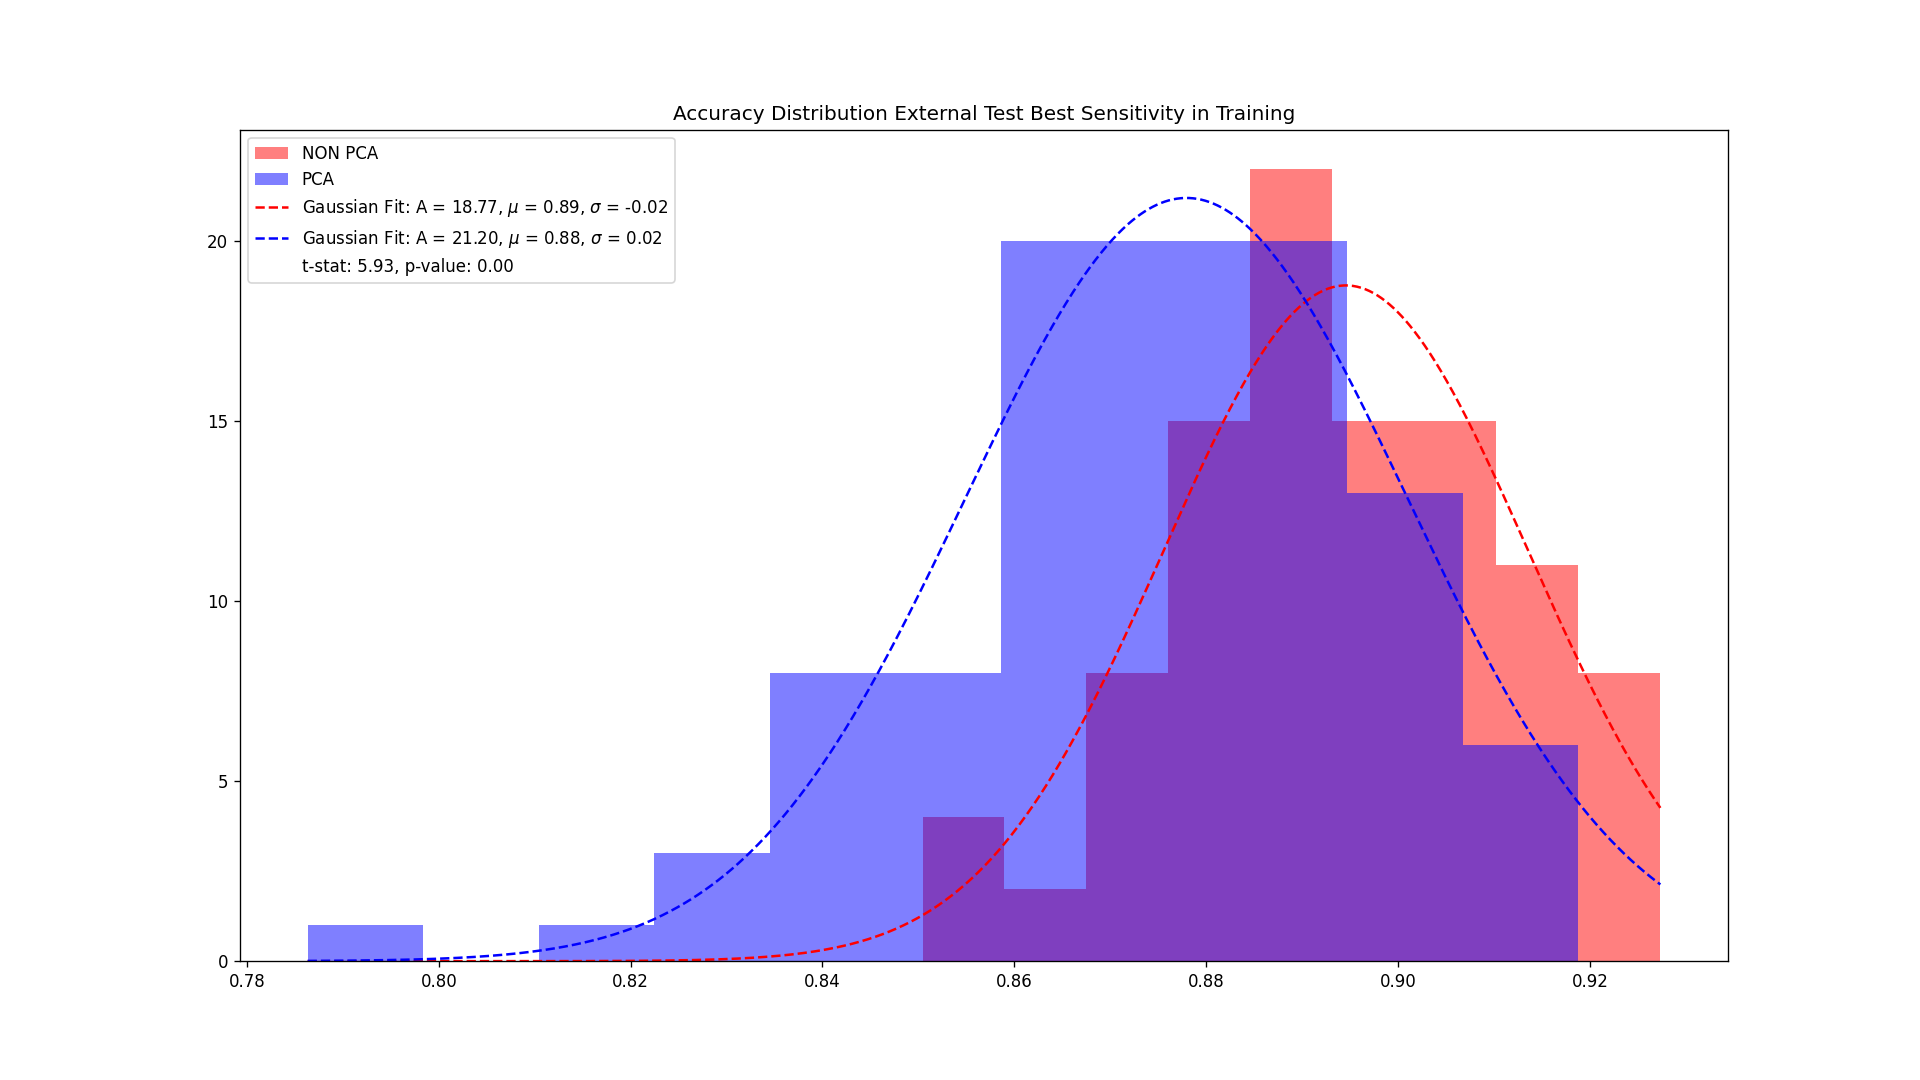 Accuracy Distribution External Test Best Sensitivity in Training
NON PCA
PCA
Gaussian Fit: A = 18.77, μ = 0.89, σ = -0.02
Gaussian Fit: A = 21.20, μ = 0.88, σ = 0.02
t-stat: 5.93, p-value: 0.00
20
15
10
5
0
0.78 0.80 0.82 0.84 0.86 0.88 0.90 0.92